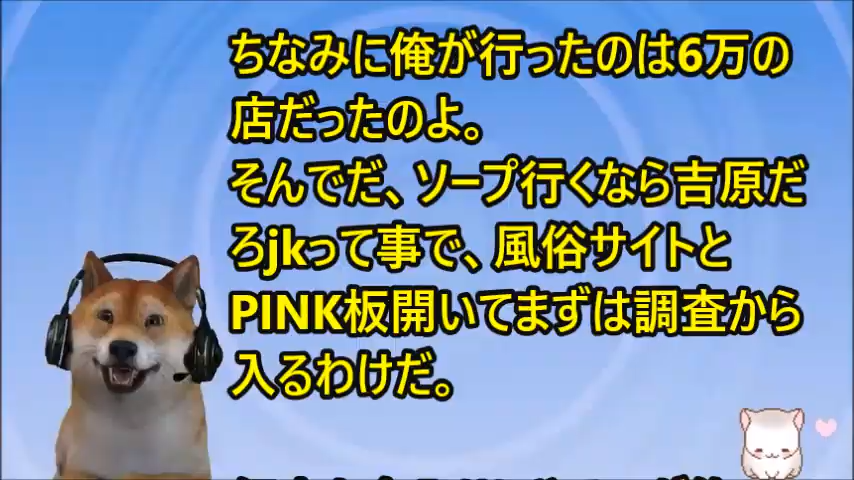 ちなみに俺が行ったのは6万の
店だったのよ。
そんでだ、ソープ行くなら吉原だ
ろjkって事で、風俗サイトと
PINK板開いてまずは調査から
入るわけだ。